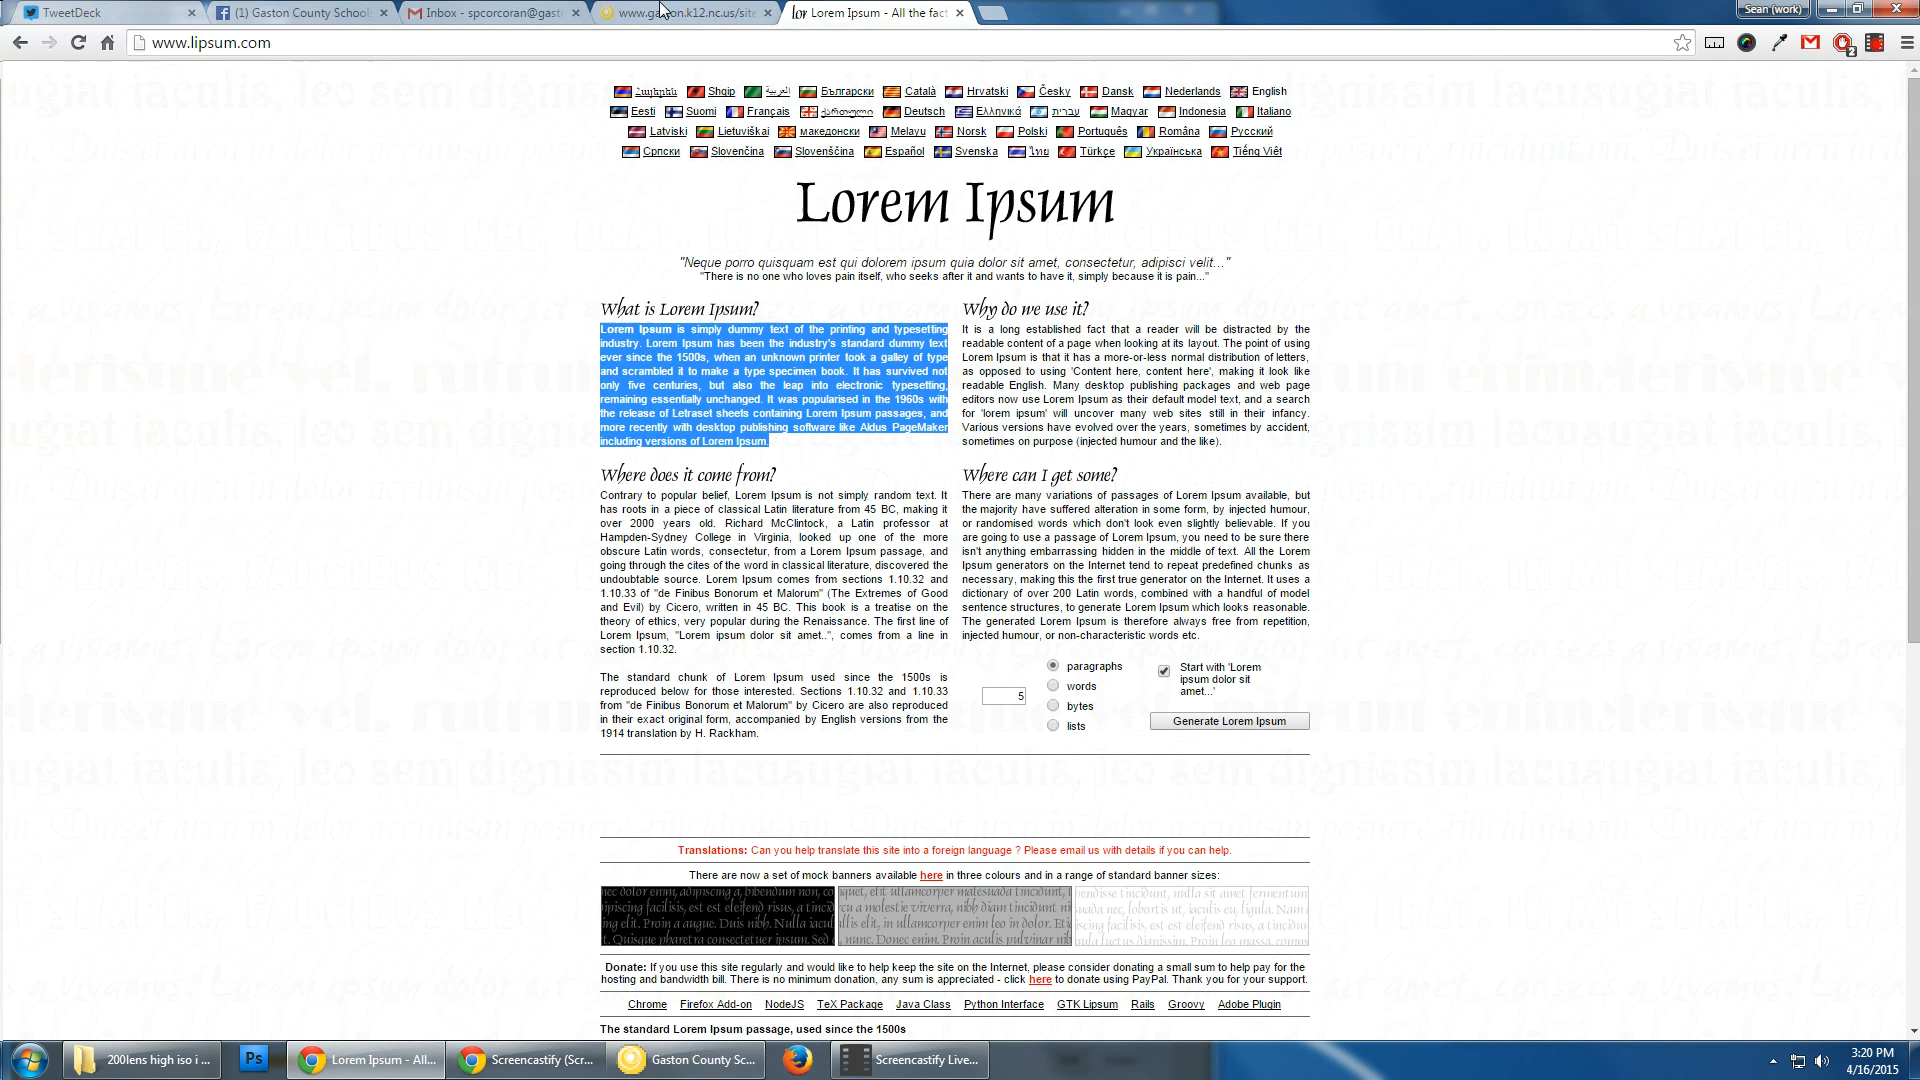 TweetDeck
(1) Gaston County Schools
Inbox - spcorcoran@gast
www.gaston.k12.nc.us/site
Lorem Ipsum - All the fact
Sean (work)
www.lipsum.com
Հայերեն Shqip العربية Български Català Hrvatski Česky Dansk Nederlands English
Eesti Suomi Français ქართული Deutsch Ελληνικά עברית Magyar Indonesia Italiano
Latviski Lietuviškai македонски Melayu Norsk Polski Português Româna Русский
Српски Slovenčina Slovenščina Español Svenska ไทย Türkçe Українська Tiếng Việt
Lorem Ipsum
"Neque porro quisquam est qui dolorem ipsum quia dolor sit amet, consectetur, adipisci velit..."
"There is no one who loves pain itself, who seeks after it and wants to have it, simply because it is pain..."
What is Lorem Ipsum?
Lorem Ipsum is simply dummy text of the printing and typesetting
industry. Lorem Ipsum has been the industry's standard dummy text
ever since the 1500s, when an unknown printer took a galley of type
and scrambled it to make a type specimen book. It has survived not
only five centuries, but also the leap into electronic typesetting,
remaining essentially unchanged. It was popularised in the 1960s with
the release of Letraset sheets containing Lorem Ipsum passages, and
more recently with desktop publishing software like Aldus PageMaker
including versions of Lorem Ipsum.
Why do we use it?
It is a long established fact that a reader will be distracted by the
readable content of a page when looking at its layout. The point of using
Lorem Ipsum is that it has a more-or-less normal distribution of letters,
as opposed to using 'Content here, content here', making it look like
readable English. Many desktop publishing packages and web page
editors now use Lorem Ipsum as their default model text, and a search
for 'lorem ipsum' will uncover many web sites still in their infancy.
Various versions have evolved over the years, sometimes by accident,
sometimes on purpose (injected humour and the like).
Where does it come from?
Contrary to popular belief, Lorem Ipsum is not simply random text. It
has roots in a piece of classical Latin literature from 45 BC, making it
over 2000 years old. Richard McClintock, a Latin professor at
Hampden-Sydney College in Virginia, looked up one of the more
obscure Latin words, consectetur, from a Lorem Ipsum passage, and
going through the cites of the word in classical literature, discovered the
undoubtable source. Lorem Ipsum comes from sections 1.10.32 and
1.10.33 of "de Finibus Bonorum et Malorum" (The Extremes of Good
and Evil) by Cicero, written in 45 BC. This book is a treatise on the
theory of ethics, very popular during the Renaissance. The first line of
Lorem Ipsum, "Lorem ipsum dolor sit amet..", comes from a line in
section 1.10.32.
The standard chunk of Lorem Ipsum used since the 1500s is
reproduced below for those interested. Sections 1.10.32 and 1.10.33
from "de Finibus Bonorum et Malorum" by Cicero are also reproduced
in their exact original form, accompanied by English versions from the
1914 translation by H. Rackham.
Where can I get some?
There are many variations of passages of Lorem Ipsum available, but
the majority have suffered alteration in some form, by injected humour,
or randomised words which don't look even slightly believable. If you
are going to use a passage of Lorem Ipsum, you need to be sure there
isn't anything embarrassing hidden in the middle of text. All the Lorem
Ipsum generators on the Internet tend to repeat predefined chunks as
necessary, making this the first true generator on the Internet. It uses a
dictionary of over 200 Latin words, combined with a handful of model
sentence structures, to generate Lorem Ipsum which looks reasonable.
The generated Lorem Ipsum is therefore always free from repetition,
injected humour, or non-characteristic words etc.
5
paragraphs
words
bytes
lists
Start with 'Lorem
ipsum dolor sit
amet...'
Generate Lorem Ipsum
Translations: Can you help translate this site into a foreign language ? Please email us with details if you can help.
There are now a set of mock banners available here in three colours and in a range of standard banner sizes:
Donate: If you use this site regularly and would like to help keep the site on the Internet, please consider donating a small sum to help pay for the
hosting and bandwidth bill. There is no minimum donation, any sum is appreciated - click here to donate using PayPal. Thank you for your support.
Chrome Firefox Add-on NodeJS TeX Package Java Class Python Interface GTK Lipsum Rails Groovy Adobe Plugin
The standard Lorem Ipsum passage, used since the 1500s
200lens high iso i ...
Ps
Lorem Ipsum - All...
Screencastify (Scr...
Gaston County Sc...
Screencastify Live...
3:20 PM
4/16/2015